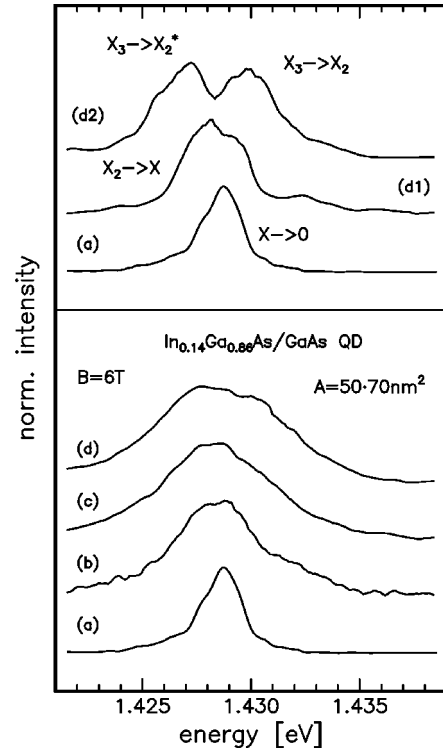 X₃−>X₂*
X₃−>X₂
(d2)
X₂−>X
(d1)
(a)
X−>0
In₀.₁₄Ga₀.₈₆As/GaAs QD
B=6T
A=50·70nm²
(d)
(c)
(b)
(a)
1.425
1.430
1.435
energy [eV]
norm. intensity